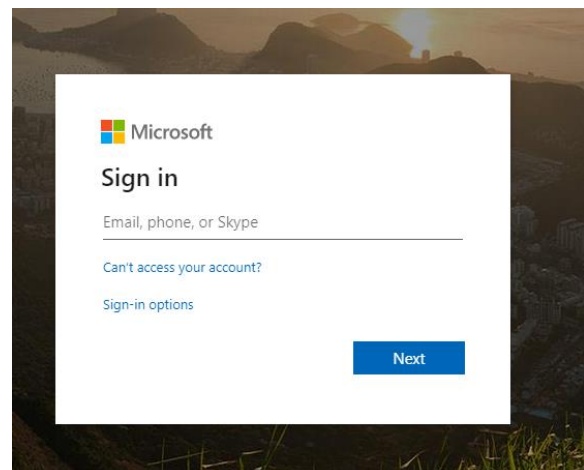 Microsoft
Sign in
Email, phone, or Skype
Can't access your account?
Sign-in options
Next